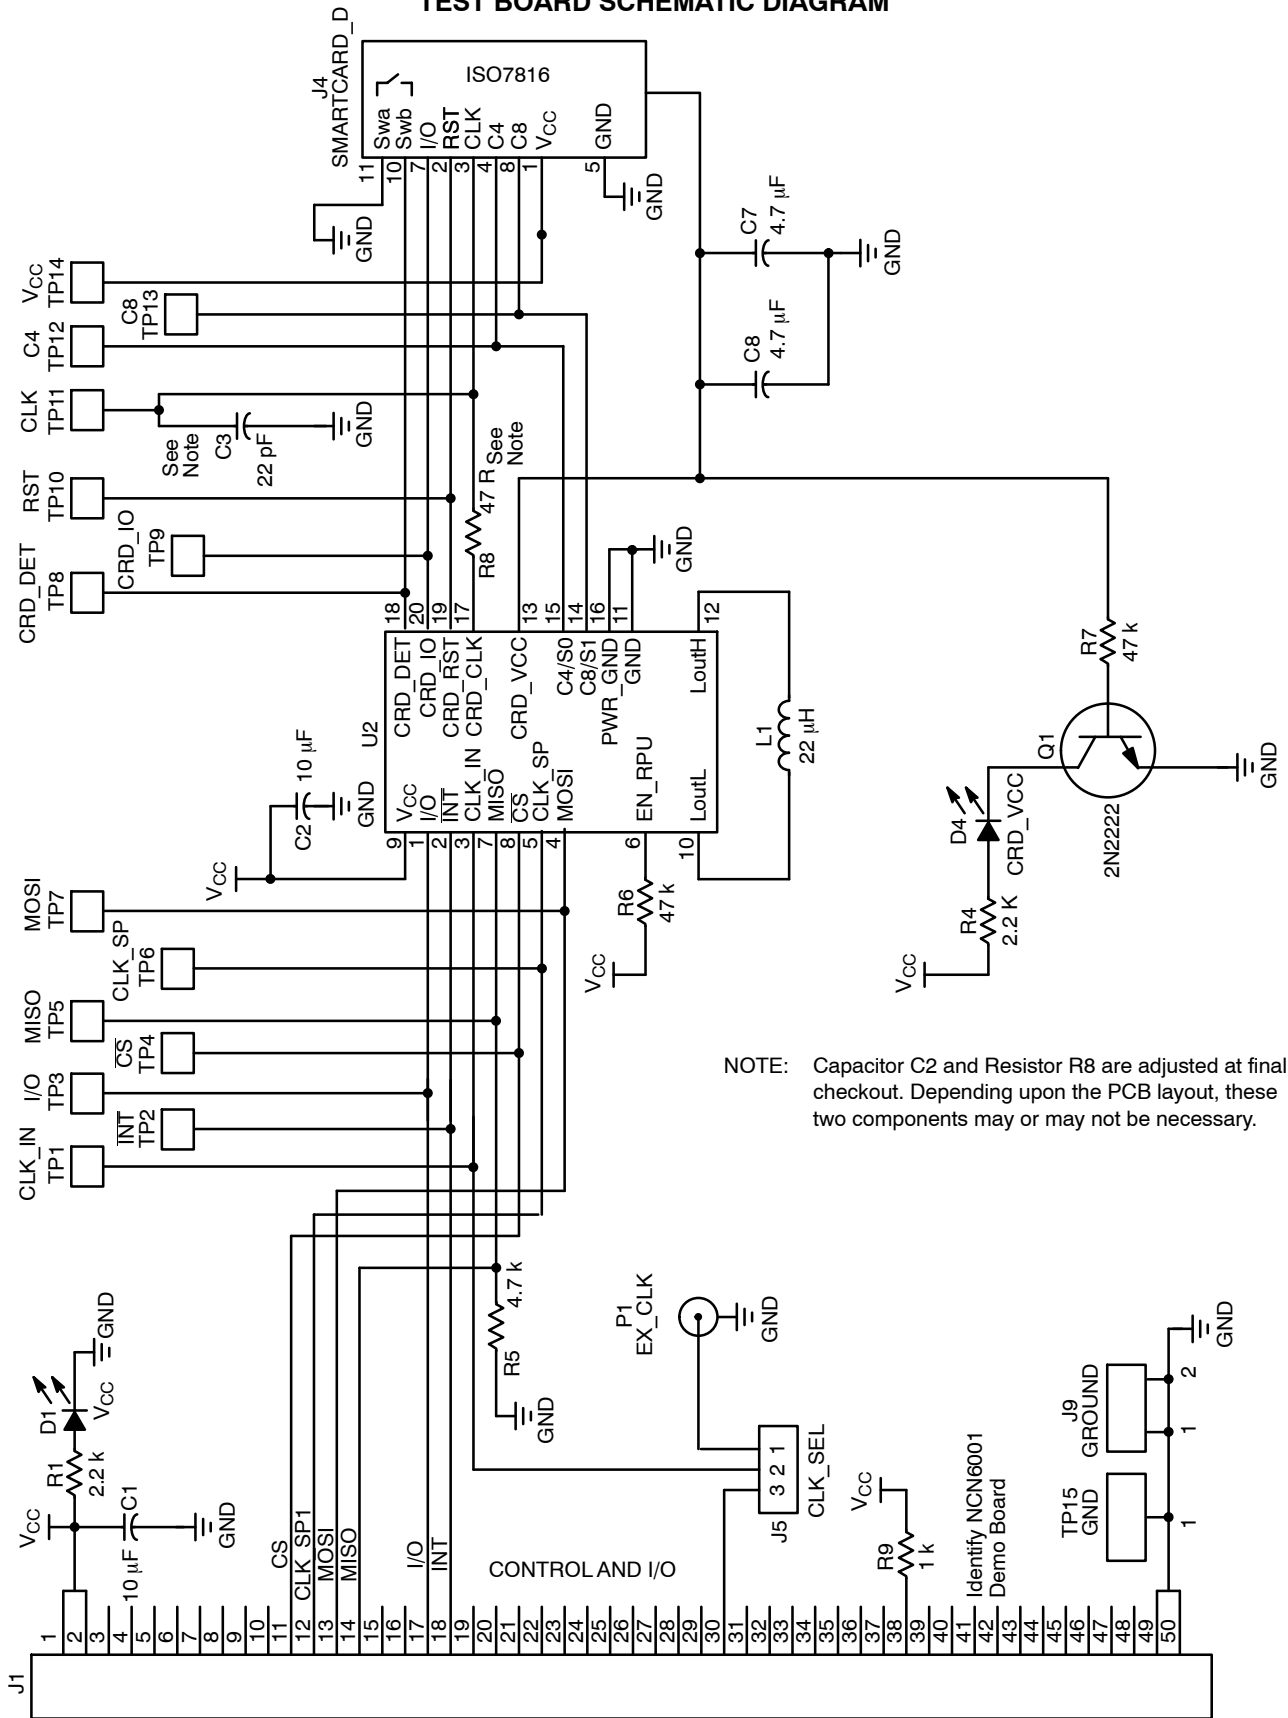 TEST BOARD SCHEMATIC DIAGRAM
J4
SMARTCARD_D
ISO7816
Swa
Swb
I/O
RST
CLK
C4
C8
VCC
GND
11
10
7
2
3
4
8
1
5
GND
GND
VCC
TP14
C8
TP13
C4
TP12
CLK
TP11
RST
TP10
CRD_IO
TP9
CRD_DET
TP8
See
Note
C3
22 pF
GND
C7
4.7 µF
C8
4.7 µF
GND
R8
47 R
See
Note
18
20
19
17
13
15
14
16
11
12
GND
U2
CRD_DET
CRD_IO
CRD_RST
CRD_CLK
CRD_VCC
C4/S0
C8/S1
PWR_GND
GND
LoutH
VCC
I/O
INT
CLK_IN
MISO
CS
CLK_SP
MOSI
EN_RPU
LoutL
9
1
2
3
7
8
5
4
6
10
L1
22 µH
C2
10 µF
GND
VCC
R6
47 k
VCC
R7
47 k
Q1
2N2222
GND
D4
CRD_VCC
R4
2.2 K
VCC
MOSI
TP7
CLK_SP
TP6
MISO
TP5
CS
TP4
I/O
TP3
INT
TP2
CLK_IN
TP1
NOTE: Capacitor C2 and Resistor R8 are adjusted at final
checkout. Depending upon the PCB layout, these
two components may or may not be necessary.
GND
D1
VCC
R1
2.2 k
VCC
C1
10 µF
GND
R5
4.7 k
GND
P1
EX_CLK
GND
3 2 1
J5
CLK_SEL
VCC
R9
1 k
Identify NCN6001
Demo Board
J9
GROUND
1
2
GND
TP15
GND
1
CS
CLK_SP1
MOSI
MISO
I/O
INT
CONTROL AND I/O
J1
1
2
3
4
5
6
7
8
9
10
11
12
13
14
15
16
17
18
19
20
21
22
23
24
25
26
27
28
29
30
31
32
33
34
35
36
37
38
39
40
41
42
43
44
45
46
47
48
49
50